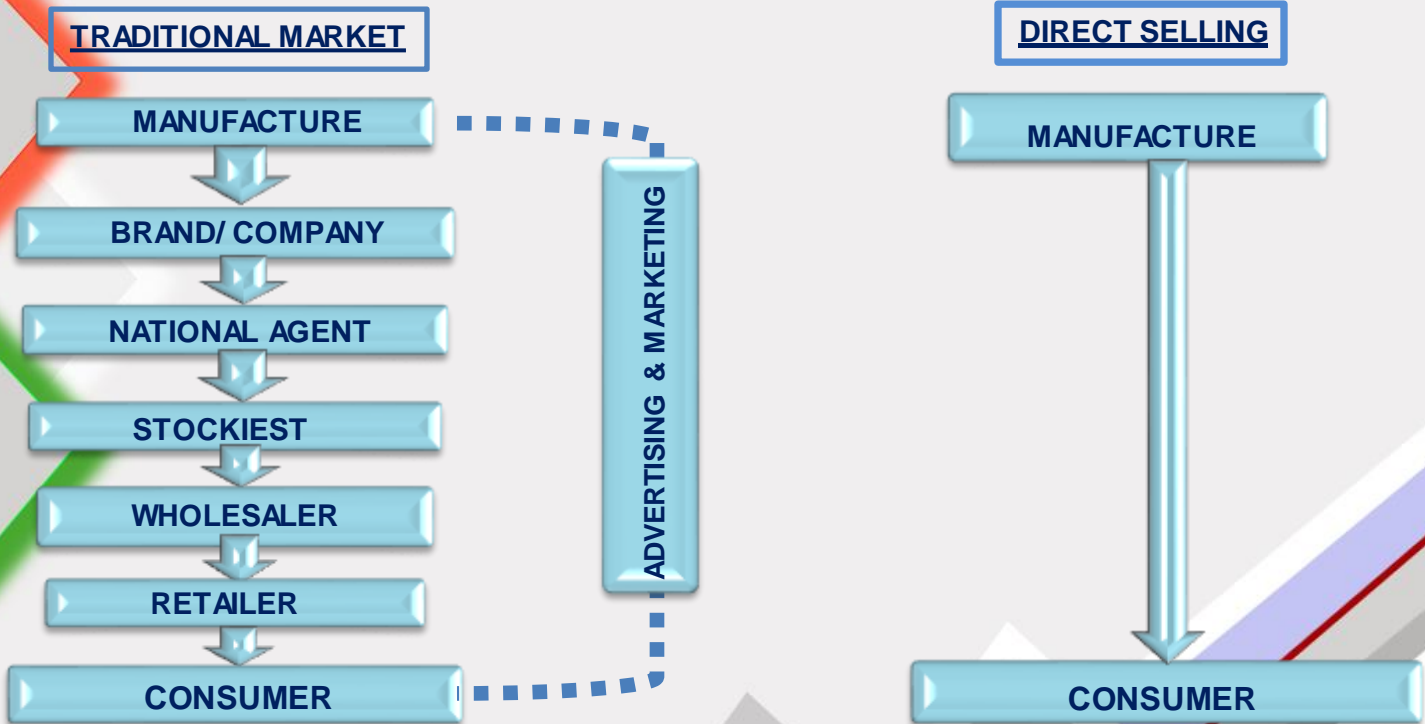 TRADITIONAL MARKET
MANUFACTURE
BRAND/ COMPANY
NATIONAL AGENT
STOCKIEST
WHOLESALER
RETAILER
CONSUMER
ADVERTISING & MARKETING
DIRECT SELLING
MANUFACTURE
CONSUMER